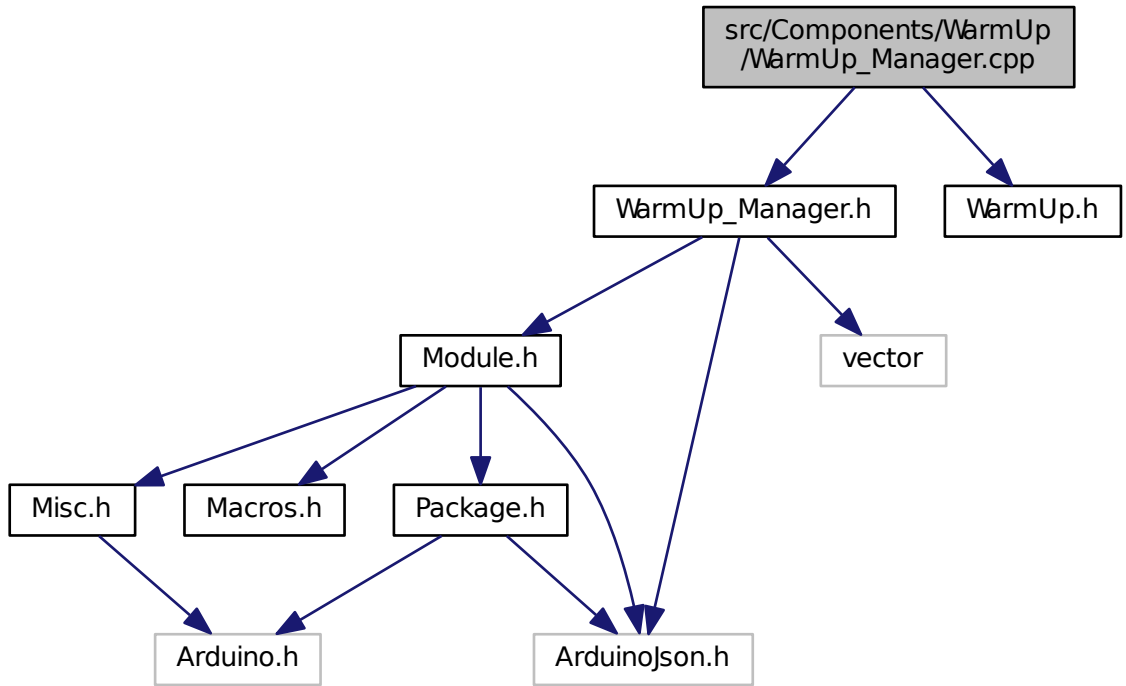 src/Components/WarmUp
/WarmUp_Manager.cpp
WarmUp_Manager.h
WarmUp.h
Module.h
vector
Misc.h
Macros.h
Package.h
Arduino.h
ArduinoJson.h